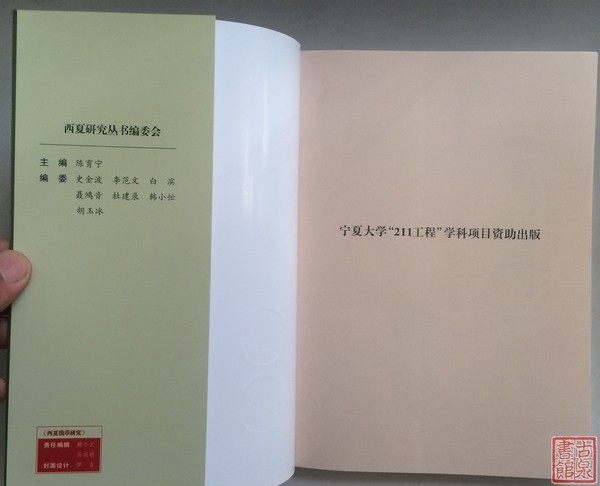 西夏研究丛书编委会
主 编 陈育宁
编 委 史金波 李范文 白 滨
聂鸿音 杜建录 韩小忙
胡玉冰
《西夏钱币研究》
责任编辑
封面设计
宁夏大学“211工程”学科项目资助出版
古泉
書館